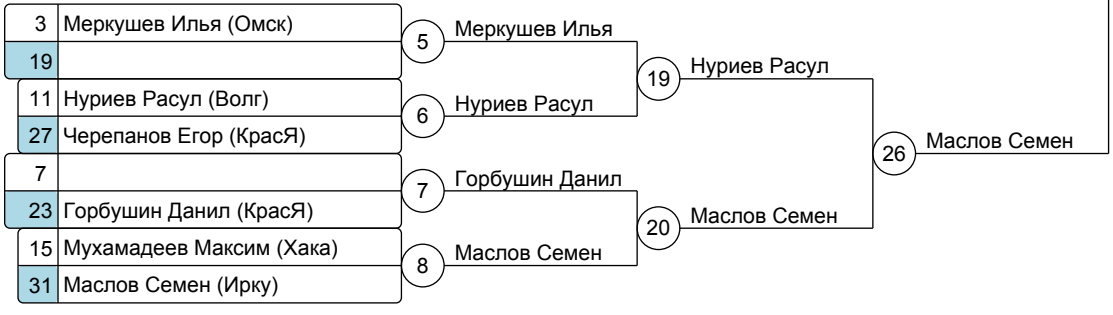 3 Меркушев Илья (Омск)
19
5 Меркушев Илья
11 Нуриев Расул (Волг)
27 Черепанов Егор (КрасЯ)
6 Нуриев Расул
19 Нуриев Расул
7
23 Горбушин Данил (КрасЯ)
7 Горбушин Данил
15 Мухамадеев Максим (Хака)
31 Маслов Семен (Ирку)
8 Маслов Семен
20 Маслов Семен
26 Маслов Семен